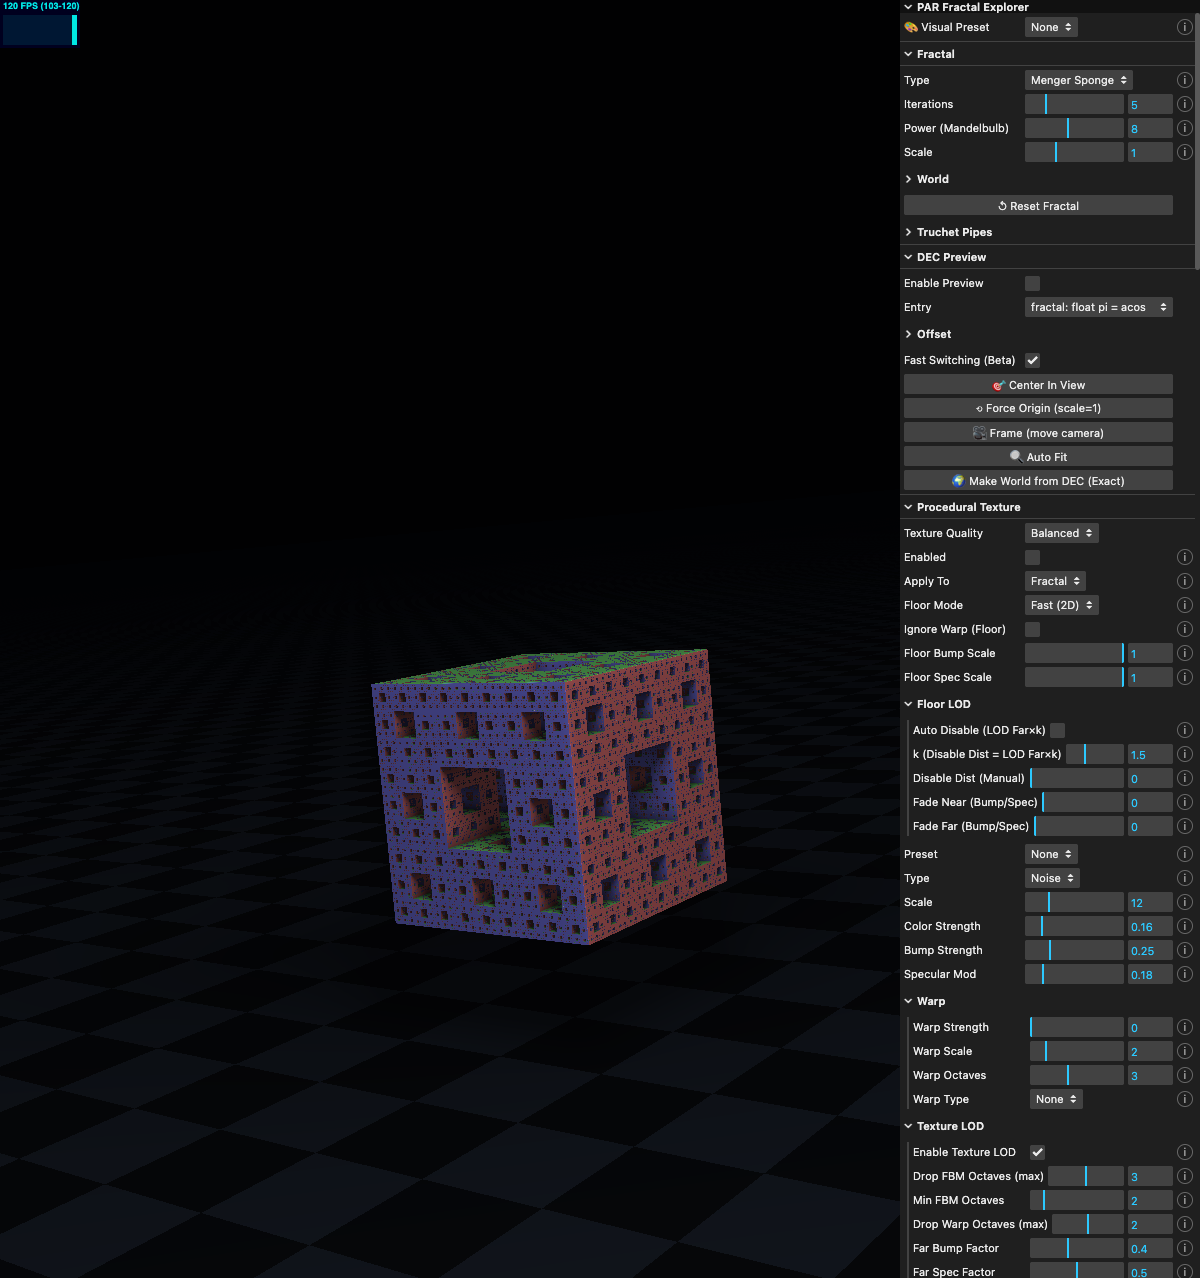 120 FPS (103-120)
PAR Fractal Explorer
Visual Preset None
Fractal
Type Menger Sponge
Iterations 5
Power (Mandelbulb) 8
Scale 1
World
Reset Fractal
Truchet Pipes
DEC Preview
Enable Preview
Entry fractal: float pi = acos
Offset
Fast Switching (Beta)
Center In View
Force Origin (scale=1)
Frame (move camera)
Auto Fit
Make World from DEC (Exact)
Procedural Texture
Texture Quality Balanced
Enabled
Apply To Fractal
Floor Mode Fast (2D)
Ignore Warp (Floor)
Floor Bump Scale 1
Floor Spec Scale 1
Floor LOD
Auto Disable (LOD Far×k)
k (Disable Dist = LOD Far×k) 1.5
Disable Dist (Manual) 0
Fade Near (Bump/Spec) 0
Fade Far (Bump/Spec) 0
Preset None
Type Noise
Scale 12
Color Strength 0.16
Bump Strength 0.25
Specular Mod 0.18
Warp
Warp Strength 0
Warp Scale 2
Warp Octaves 3
Warp Type None
Texture LOD
Enable Texture LOD
Drop FBM Octaves (max) 3
Min FBM Octaves 2
Drop Warp Octaves (max) 2
Far Bump Factor 0.4
Far Spec Factor 0.5